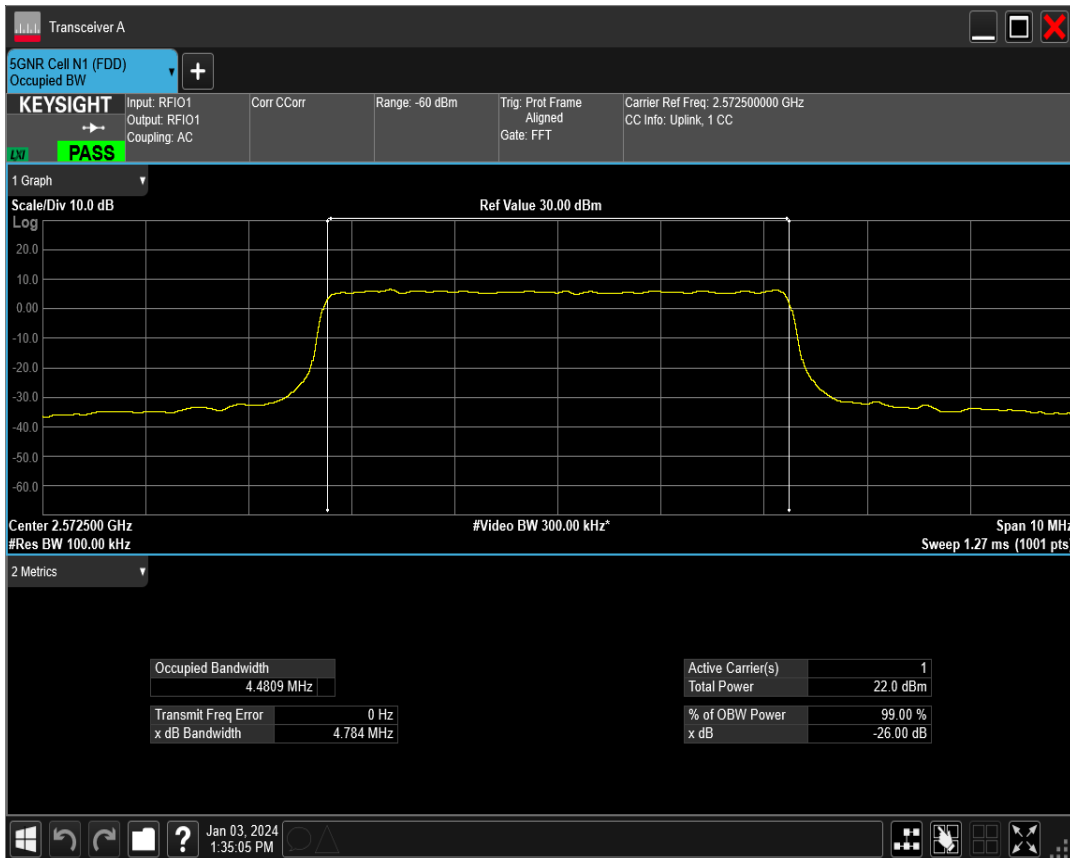 Transceiver A
5GNR Cell N1 (FDD)
Occupied BW
+
KEYSIGHT
LXI
PASS
Input: RFIO1
Output: RFIO1
Coupling: AC
Corr CCorr
Range: -60 dBm
Trig: Prot Frame
Aligned
Gate: FFT
Carrier Ref Freq: 2.572500000 GHz
CC Info: Uplink, 1 CC
1 Graph
Scale/Div 10.0 dB
Ref Value 30.00 dBm
Log
20.0
10.0
0.00
-10.0
-20.0
-30.0
-40.0
-50.0
-60.0
Center 2.572500 GHz
#Video BW 300.00 kHz*
Span 10 MHz
#Res BW 100.00 kHz
Sweep 1.27 ms (1001 pts)
2 Metrics
Occupied Bandwidth
4.4809 MHz
Transmit Freq Error 0 Hz
x dB Bandwidth 4.784 MHz
Active Carrier(s) 1
Total Power 22.0 dBm
% of OBW Power 99.00 %
x dB -26.00 dB
?
Jan 03, 2024
1:35:05 PM